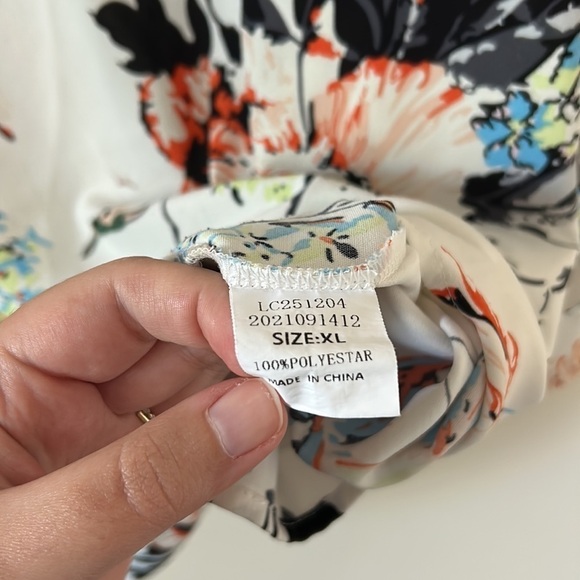 LC251204
2021091412
SIZE:XL
100%POLYESTAR
MADE IN CHINA